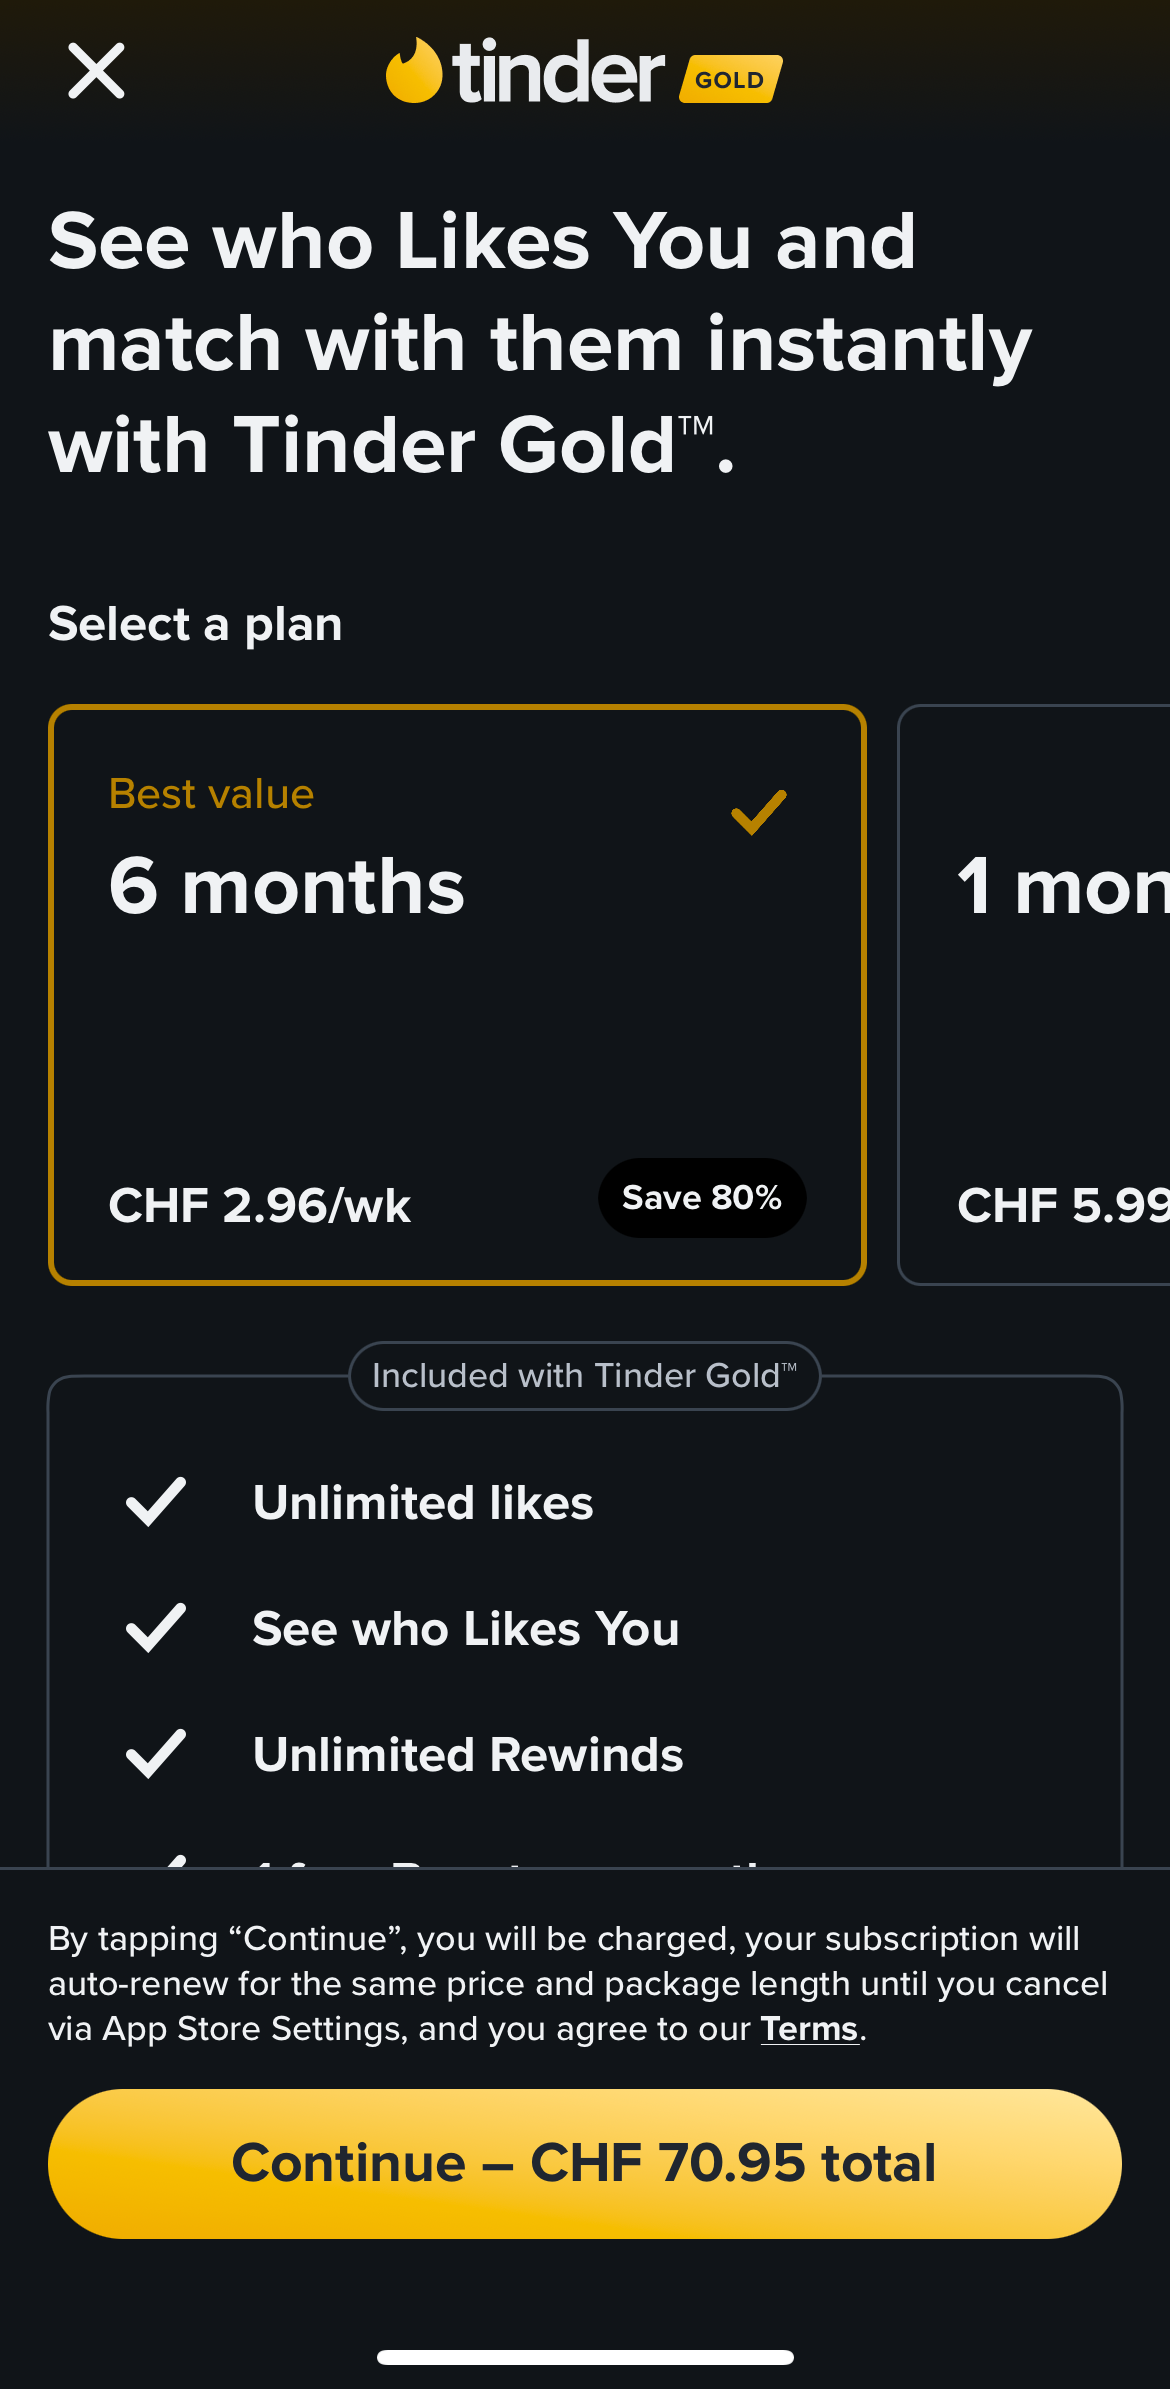 tinder GOLD
See who Likes You and
match with them instantly
with Tinder Gold™.
Select a plan
Best value
6 months
CHF 2.96/wk
Save 80%
1 mon
CHF 5.99
Included with Tinder Gold™
Unlimited likes
See who Likes You
Unlimited Rewinds
By tapping “Continue”, you will be charged, your subscription will
auto-renew for the same price and package length until you cancel
via App Store Settings, and you agree to our Terms.
Continue – CHF 70.95 total